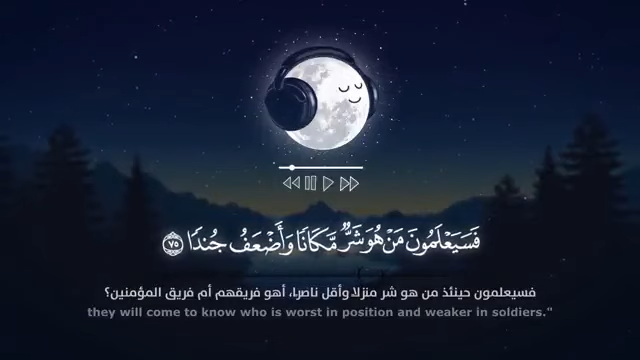 فَسَيَعْلَمُونَ مَنْ هُوَ شَرٌّ مَّكَانًا وَأَضْعَفُ جُندًا ٧٥
فسيعلمون حينئذ من هو شر منزلا وأقل ناصرا، أهو فريقهم أم فريق المؤمنين؟
they will come to know who is worst in position and weaker in soldiers."